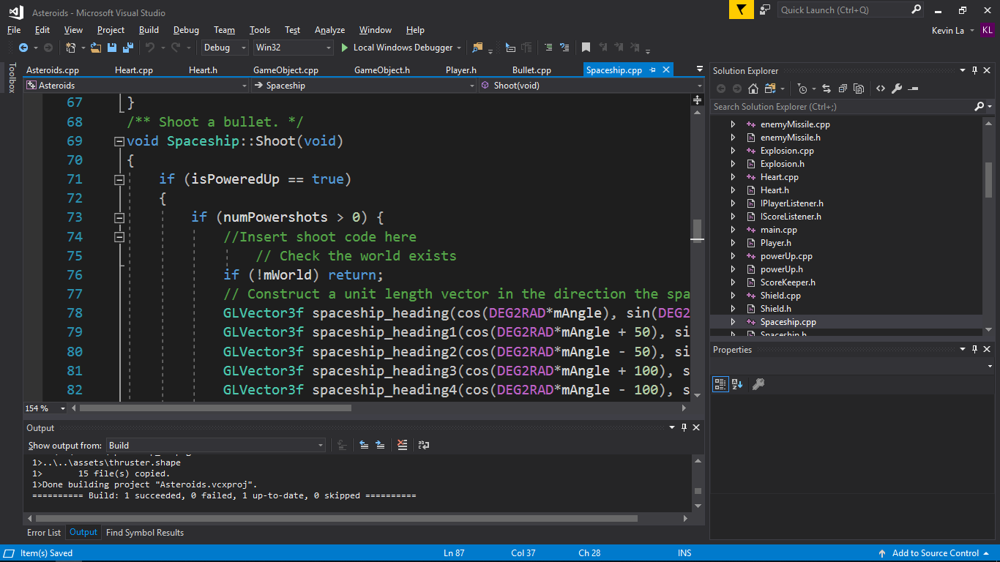 Asteroids - Microsoft Visual Studio
Quick Launch (Ctrl+Q)
File Edit View Project Build Debug Team Tools Test Analyze Window Help
Kevin La KL
Debug Win32 Local Windows Debugger
Toolbox
Asteroids.cpp Heart.cpp Heart.h GameObject.cpp GameObject.h Player.h Bullet.cpp Spaceship.cpp
Asteroids Spaceship Shoot(void)
67 }
68 /** Shoot a bullet. */
69 void Spaceship::Shoot(void)
70 {
71 if (isPoweredUp == true)
72 {
73 if (numPowershots > 0) {
74 //Insert shoot code here
75 // Check the world exists
76 if (!mWorld) return;
77 // Construct a unit length vector in the direction the spa
78 GLVector3f spaceship_heading(cos(DEG2RAD*mAngle), sin(DEG2
79 GLVector3f spaceship_heading1(cos(DEG2RAD*mAngle + 50), si
80 GLVector3f spaceship_heading2(cos(DEG2RAD*mAngle - 50), si
81 GLVector3f spaceship_heading3(cos(DEG2RAD*mAngle + 100), s
82 GLVector3f spaceship_heading4(cos(DEG2RAD*mAngle - 100), s
154 %
Output
Show output from: Build
1>..\..\assets\thruster.shape
1> 15 file(s) copied.
1>Done building project "Asteroids.vcxproj".
========== Build: 1 succeeded, 0 failed, 1 up-to-date, 0 skipped ==========
Error List Output Find Symbol Results
Solution Explorer
Search Solution Explorer (Ctrl+;)
enemyMissile.cpp
enemyMissile.h
Explosion.cpp
Explosion.h
Heart.cpp
Heart.h
IPlayerListener.h
IScoreListener.h
main.cpp
Player.h
powerUp.cpp
powerUp.h
ScoreKeeper.h
Shield.cpp
Shield.h
Spaceship.cpp
Spaceship.h
Properties
Item(s) Saved Ln 87 Col 37 Ch 28 INS Add to Source Control